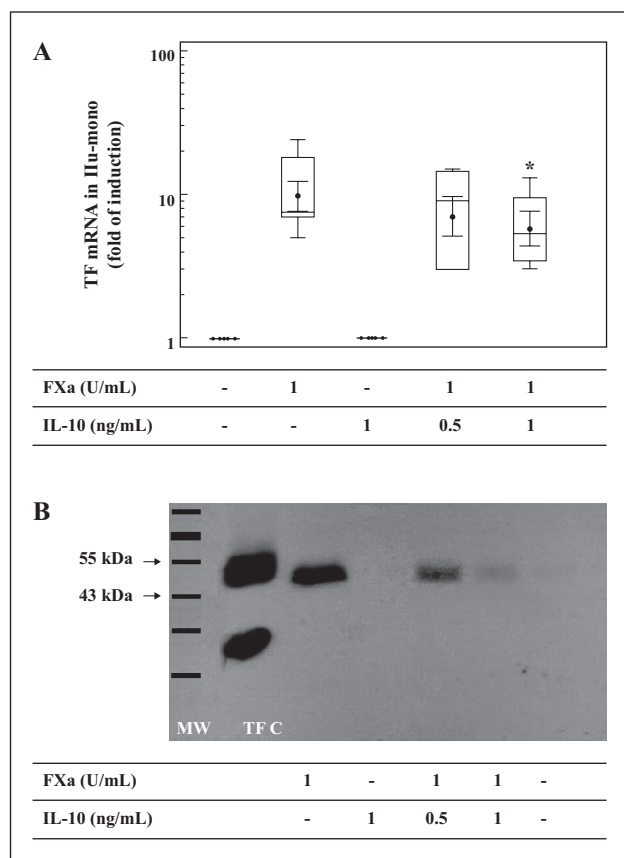 A
100
10
1
TF mRNA in IIu-mono
(fold of induction)
*
FXa (U/mL) - 1 - 1 1
IL-10 (ng/mL) - - 1 0.5 1
B
55 kDa →
43 kDa →
MW TF C
FXa (U/mL) 1 - 1 1 -
IL-10 (ng/mL) - 1 0.5 1 -